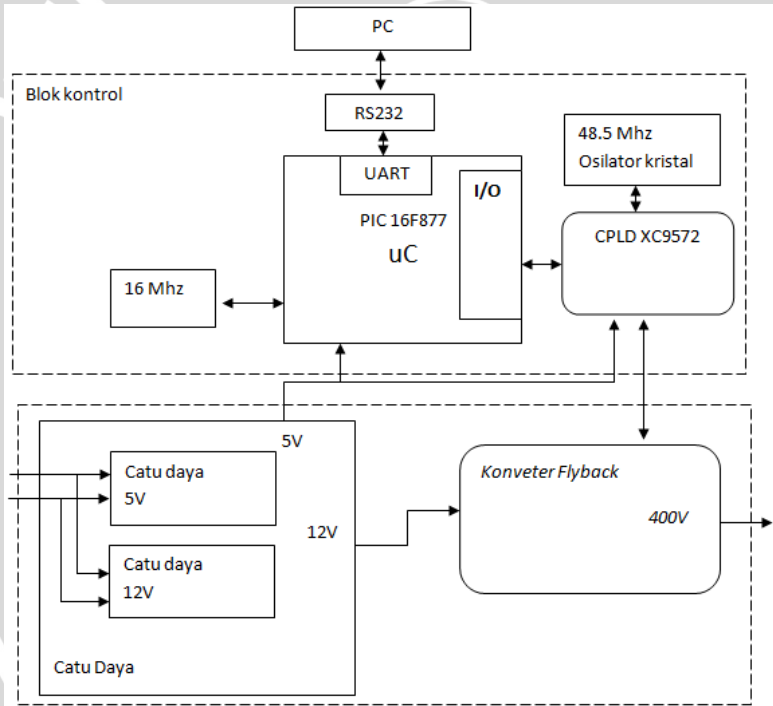 PC
Blok kontrol
RS232
48.5 Mhz
Osilator kristal
UART
I/O
PIC 16F877
uC
CPLD XC9572
16 Mhz
5V
Catu daya
5V
Konveter Flyback
400V
12V
Catu daya
12V
Catu Daya